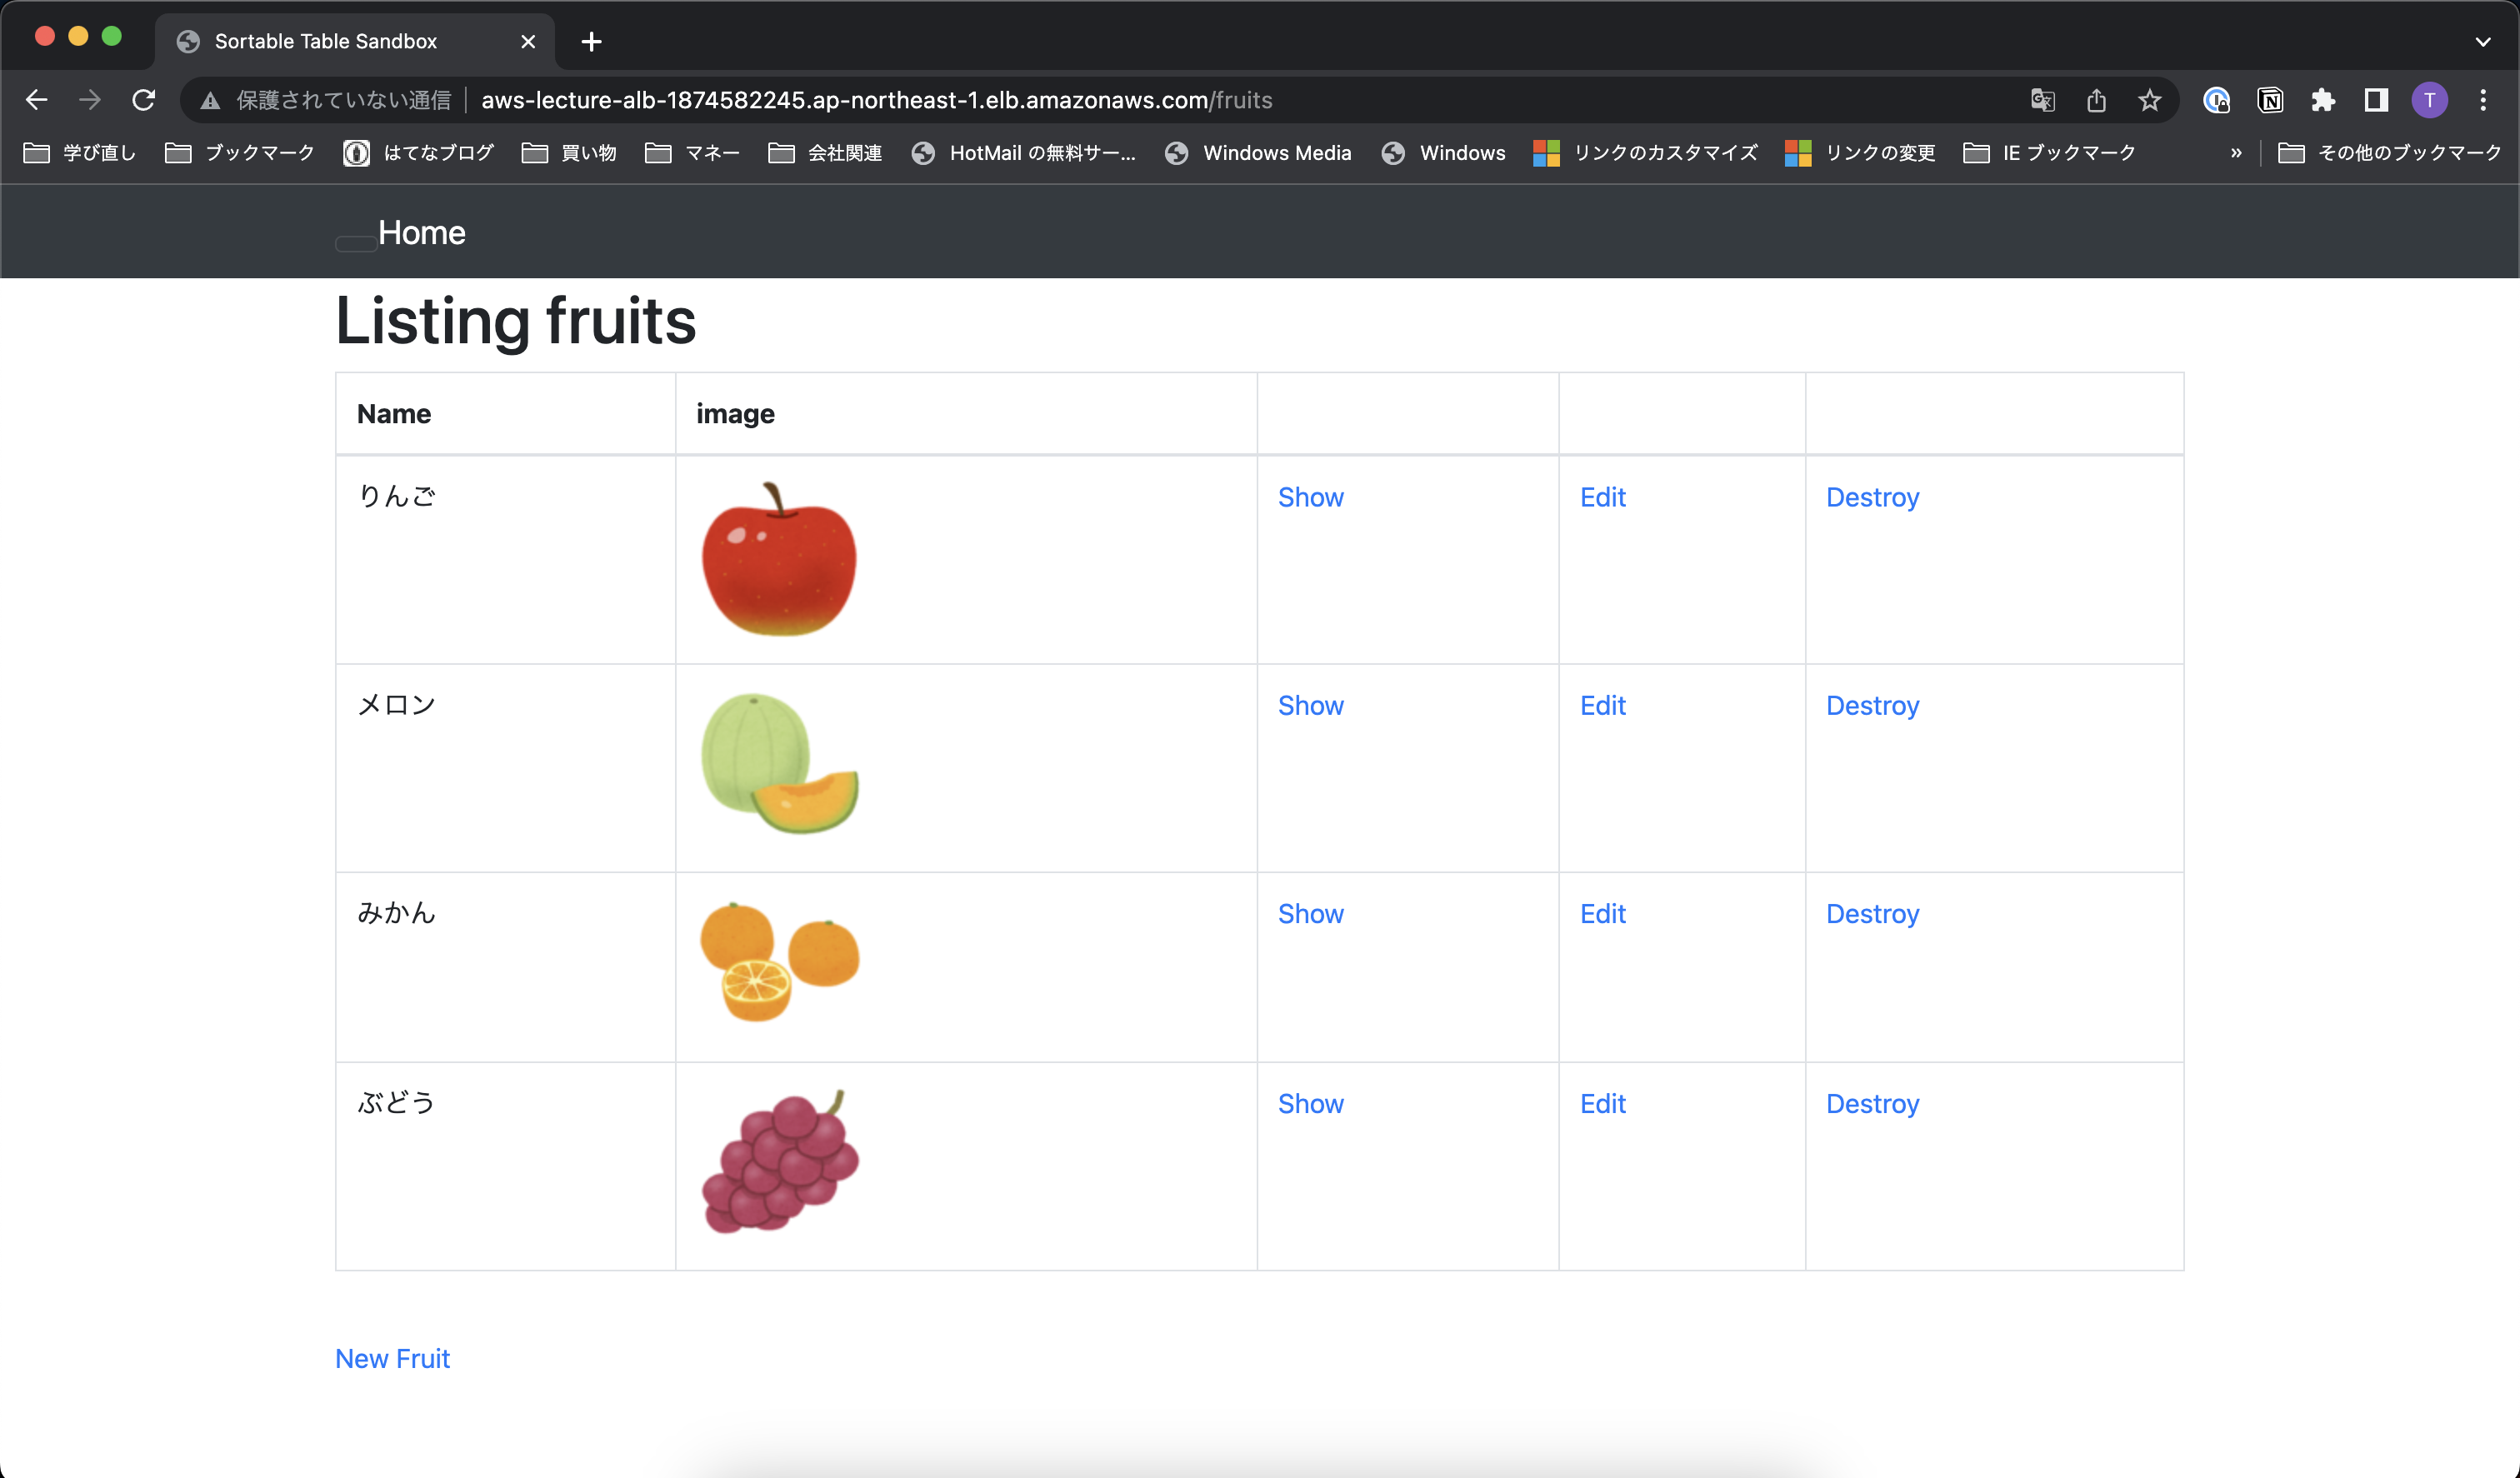 Sortable Table Sandbox
保護されていない通信 aws-lecture-alb-1874582245.ap-northeast-1.elb.amazonaws.com/fruits T
学び直し ブックマーク はてなブログ 買い物 マネー 会社関連 HotMail の無料サー... Windows Media Windows リンクのカスタマイズ リンクの変更 IE ブックマーク » その他のブックマーク
Home
Listing fruits
Name image
りんご Show Edit Destroy
メロン Show Edit Destroy
みかん Show Edit Destroy
ぶどう Show Edit Destroy
New Fruit